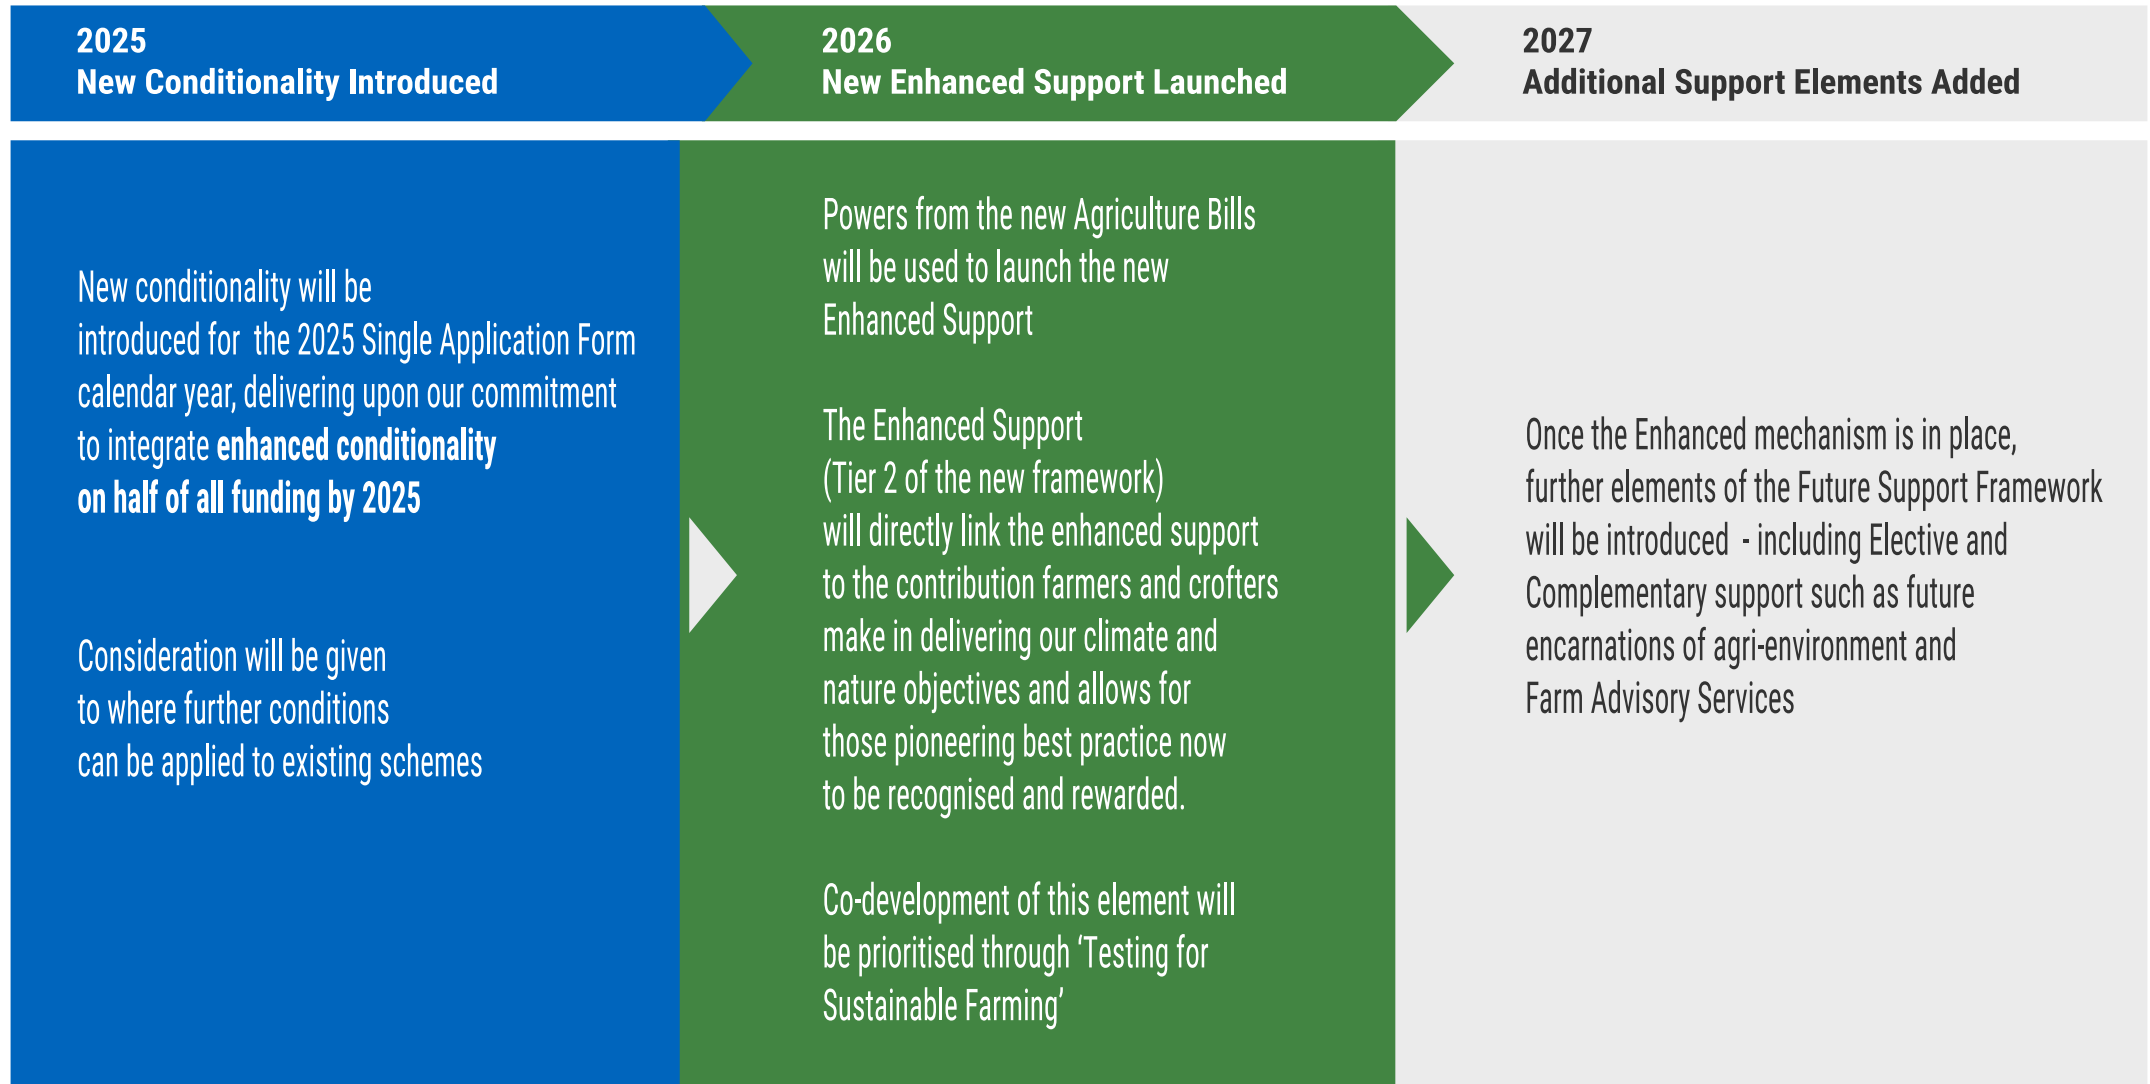 2025
New Conditionality Introduced
2026
New Enhanced Support Launched
2027
Additional Support Elements Added
New conditionality will be
introduced for  the 2025 Single Application Form
calendar year, delivering upon our commitment
to integrate enhanced conditionality
on half of all funding by 2025
Consideration will be given
to where further conditions
can be applied to existing schemes
Powers from the new Agriculture Bills
will be used to launch the new
Enhanced Support
The Enhanced Support
(Tier 2 of the new framework)
will directly link the enhanced support
to the contribution farmers and crofters
make in delivering our climate and
nature objectives and allows for
those pioneering best practice now
to be recognised and rewarded.
Co-development of this element will
be prioritised through ‘Testing for
Sustainable Farming’
Once the Enhanced mechanism is in place,
further elements of the Future Support Framework
will be introduced  - including Elective and
Complementary support such as future
encarnations of agri-environment and
Farm Advisory Services